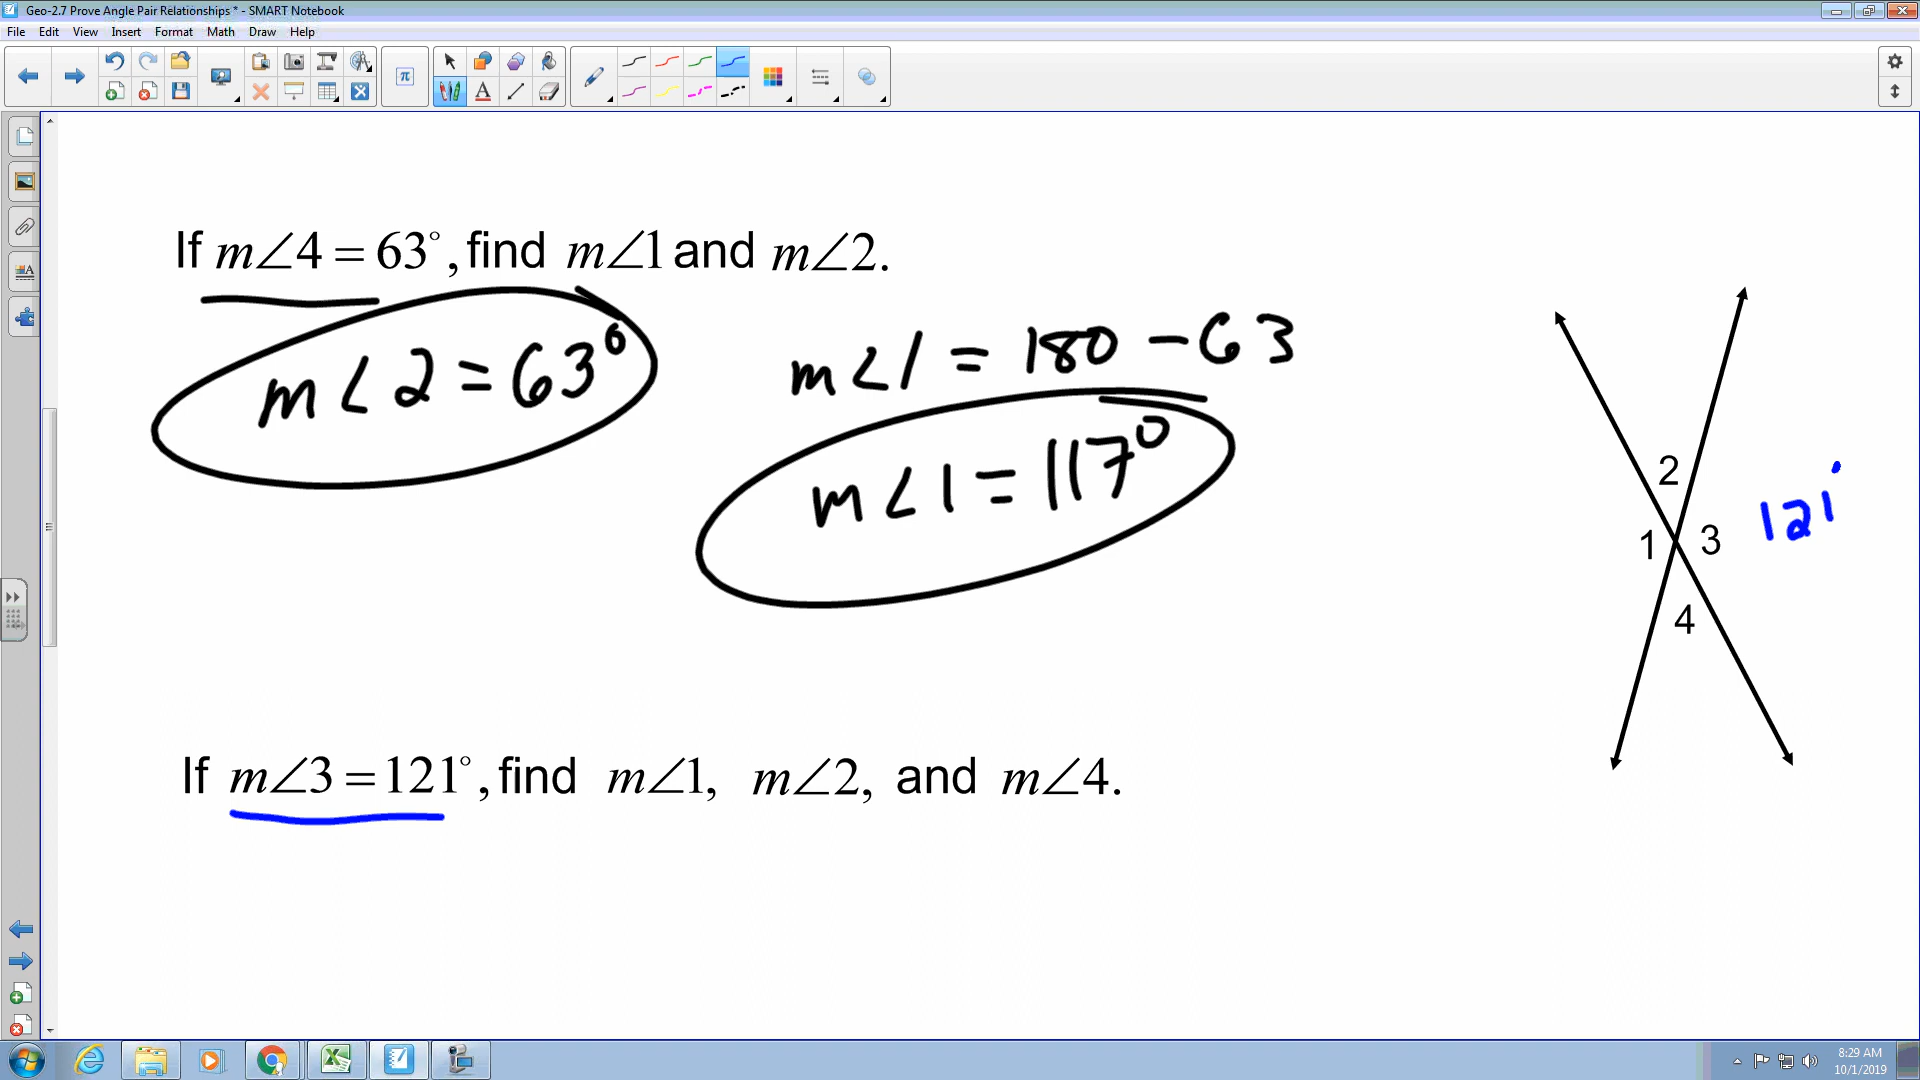 Geo-2.7 Prove Angle Pair Relationships * - SMART Notebook
File Edit View Insert Format Math Draw Help
π
A
If m∠4 = 63°, find m∠1 and m∠2.
m∠2 = 63°
m∠1 = 180 - 63
m∠1 = 117°
2
1 3
4
121°
If m∠3 = 121°, find m∠1, m∠2, and m∠4.
8:29 AM
10/1/2019